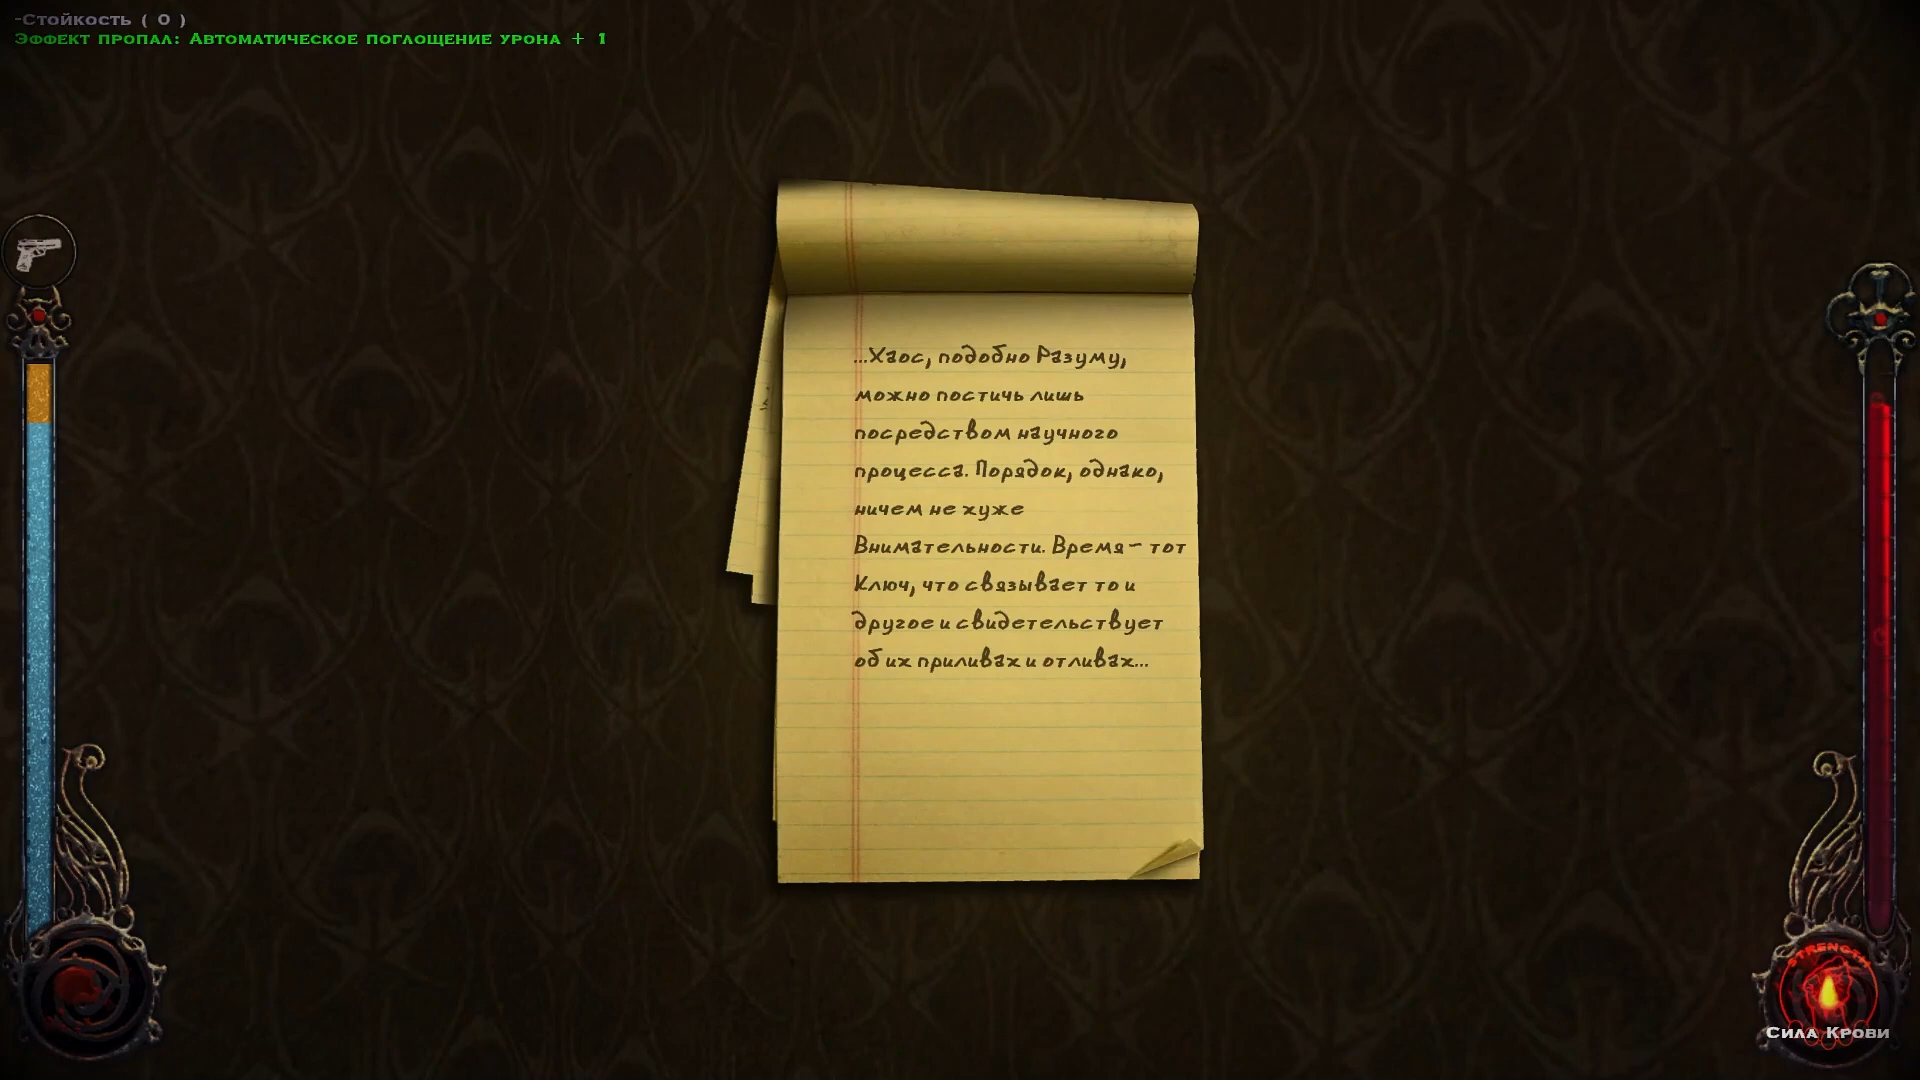 -Стойкость ( 0 )
Эффект пропал: Автоматическое поглощение урона + 1
...Хаос, подобно Разуму,
можно постичь лишь
посредством научного
процесса. Порядок, однако,
ничем не хуже
Внимательности. Время - тот
Ключ, что связывает то и
другое и свидетельствует
об их приливах и отливах...
STRENGTH
Сила Крови